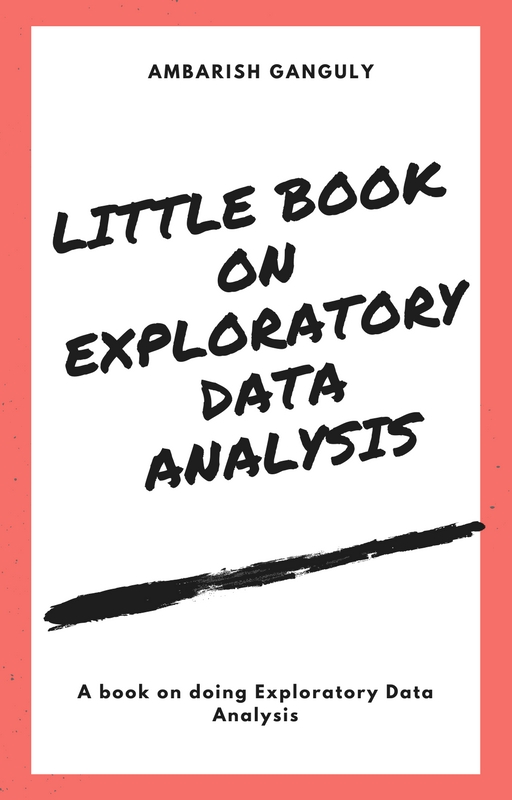 AMBARISH GANGULY
LITTLE BOOK
ON
EXPLORATORY
DATA
ANALYSIS
A book on doing Exploratory Data
Analysis